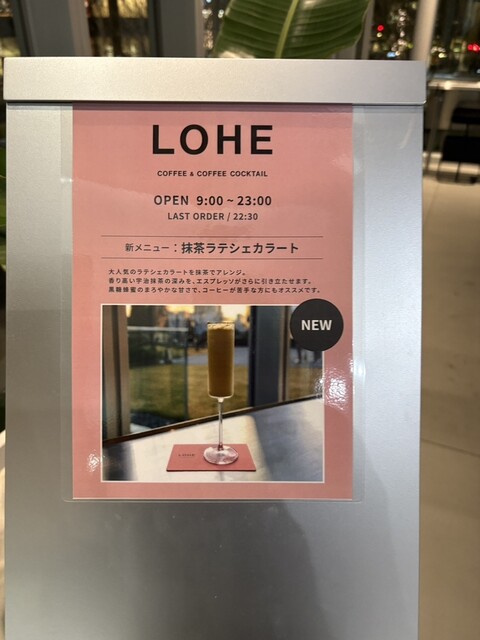 LOHE
COFFEE & COFFEE COCKTAIL
OPEN 9:00 ~ 23:00
LAST ORDER / 22:30
新メニュー：抹茶ラテシェカラート
大人気のラテシェカラートを抹茶でアレンジ。
香り高い宇治抹茶の深みを、エスプレッソがさらに引き立たせます。
黒糖蜂蜜のまろやかな甘さで、コーヒーが苦手な方にもオススメです。
NEW
LOHE